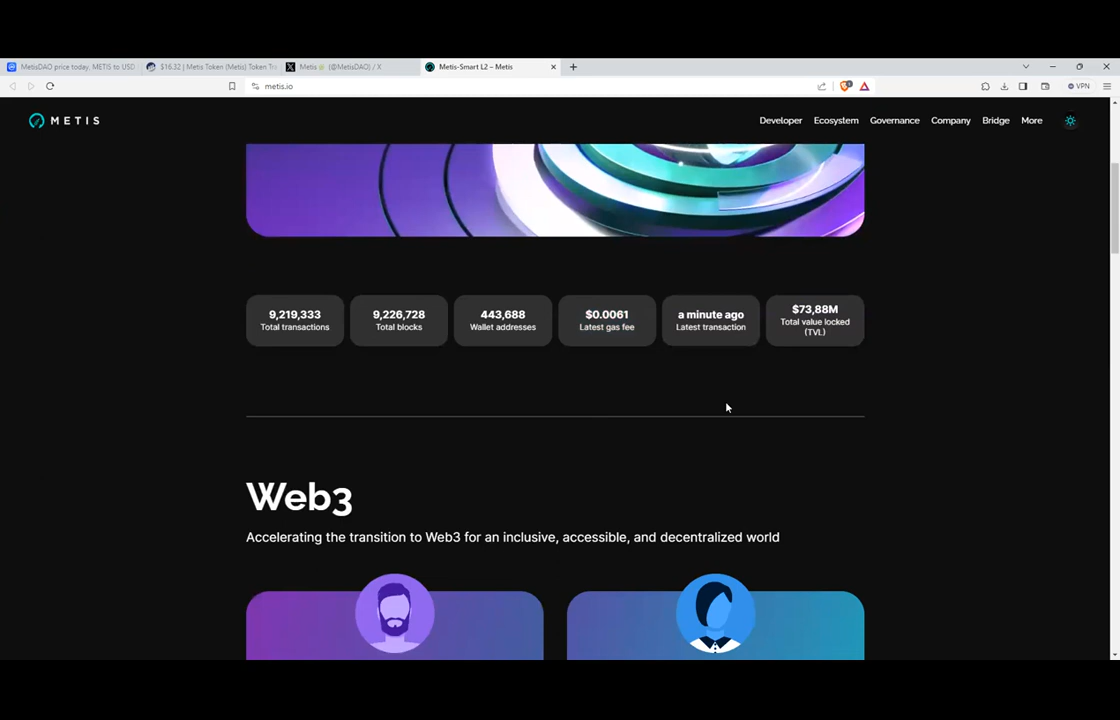 MetisDAO price today, METIS to USD
$16.32 | Metis Token (Metis) Token Tr
Metis (@MetisDAO) / X
Metis-Smart L2 – Metis
metis.io
VPN
METIS
Developer
Ecosystem
Governance
Company
Bridge
More
9,219,333
Total transactions
9,226,728
Total blocks
443,688
Wallet addresses
$0.0061
Latest gas fee
a minute ago
Latest transaction
$73,88M
Total value locked
(TVL)
Web3
Accelerating the transition to Web3 for an inclusive, accessible, and decentralized world